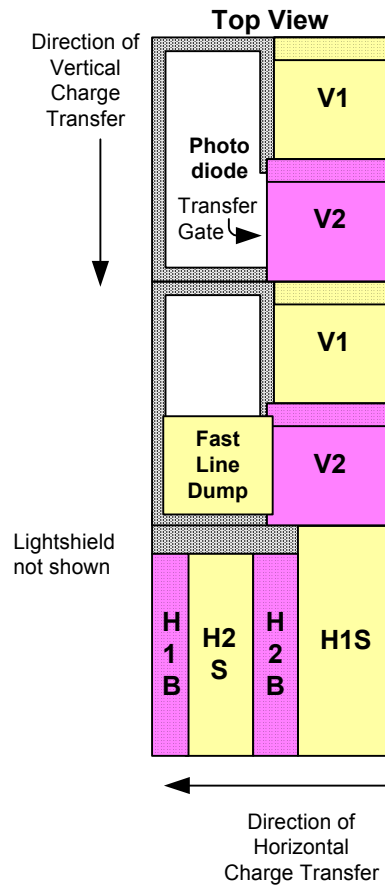 Top View
Direction of
Vertical
Charge
Transfer
V1
Photo
diode
Transfer
Gate
V2
V1
Fast
Line
Dump
V2
Lightshield
not shown
H
1
B
H2
S
H
2
B
H1S
Direction of
Horizontal
Charge Transfer